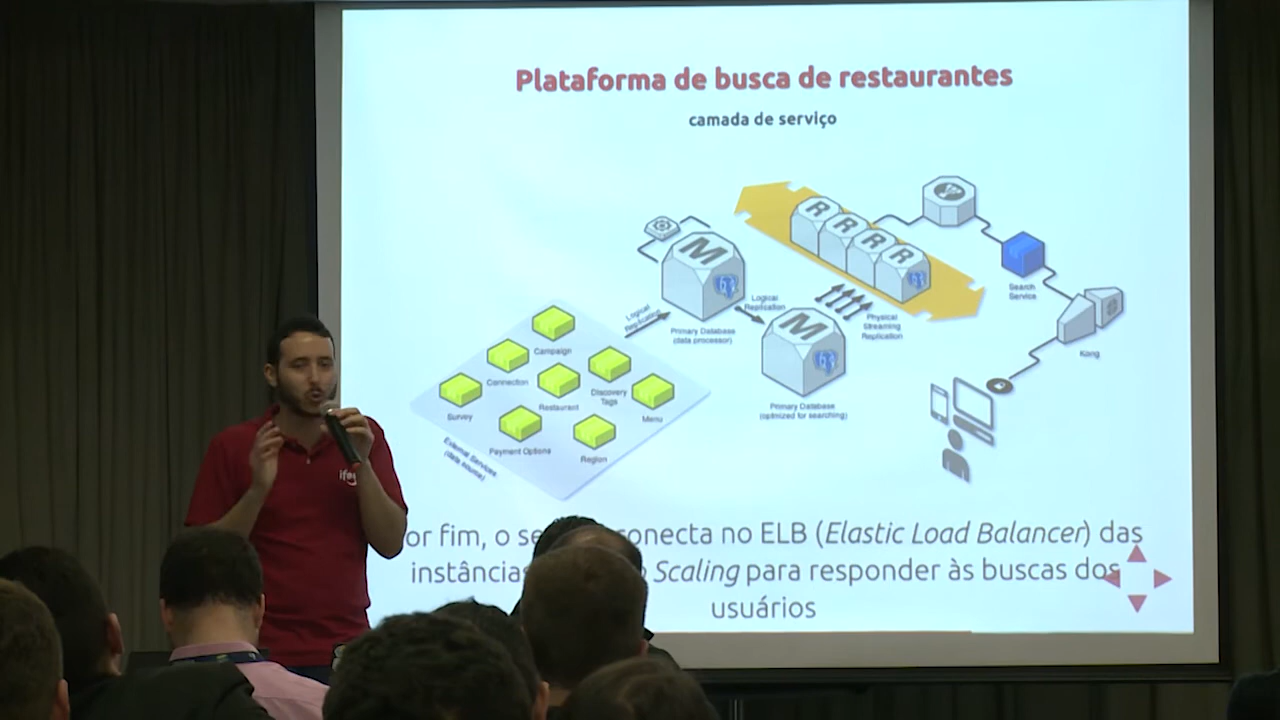 Plataforma de busca de restaurantes
camada de serviço
R R R R
M
Logical
Replicating
Primary Database
(data processor)
Logical
Replication
M
Primary Database
(optimized for searching)
Physical
Streaming
Replication
Search
Service
Kong
Campaign
Connection
Discovery
Tags
Survey
Restaurant
Menu
Payment Options
Region
External Services
(data source)
or fim, o se conecta no ELB (Elastic Load Balancer) das
instâncias Scaling para responder às buscas dos
usuários